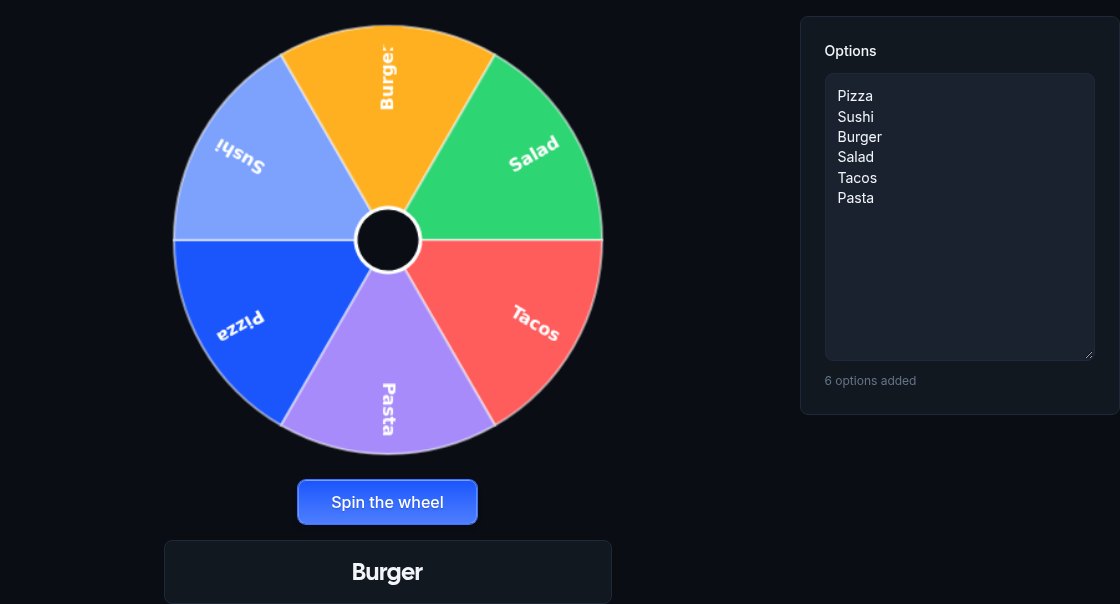 Burge:
Sushi
Salad
Pizza
Tacos
Pasta
Spin the wheel
Burger
Options
Pizza
Sushi
Burger
Salad
Tacos
Pasta
6 options added